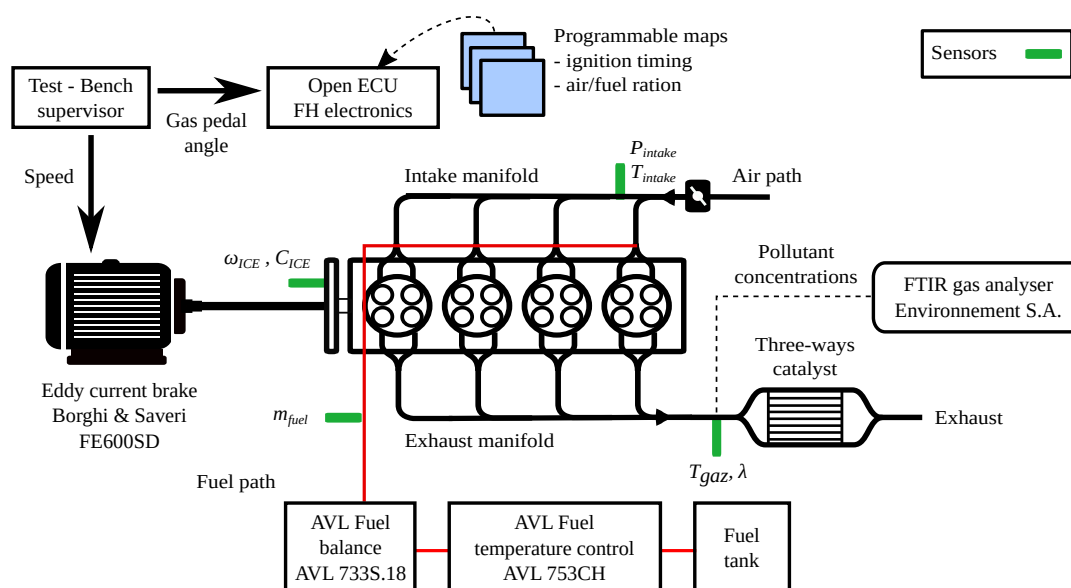 Programmable maps
- ignition timing
- air/fuel ration
Sensors
Test - Bench
supervisor
Open ECU
FH electronics
Gas pedal
angle
Speed
P_intake
T_intake
Intake manifold
Air path
ω_ICE , C_ICE
Pollutant
concentrations
FTIR gas analyser
Environnement S.A.
Three-ways
catalyst
Eddy current brake
Borghi & Saveri
FE600SD
m_fuel
Exhaust manifold
Exhaust
T_gaz, λ
Fuel path
AVL Fuel
balance
AVL 733S.18
AVL Fuel
temperature control
AVL 753CH
Fuel
tank